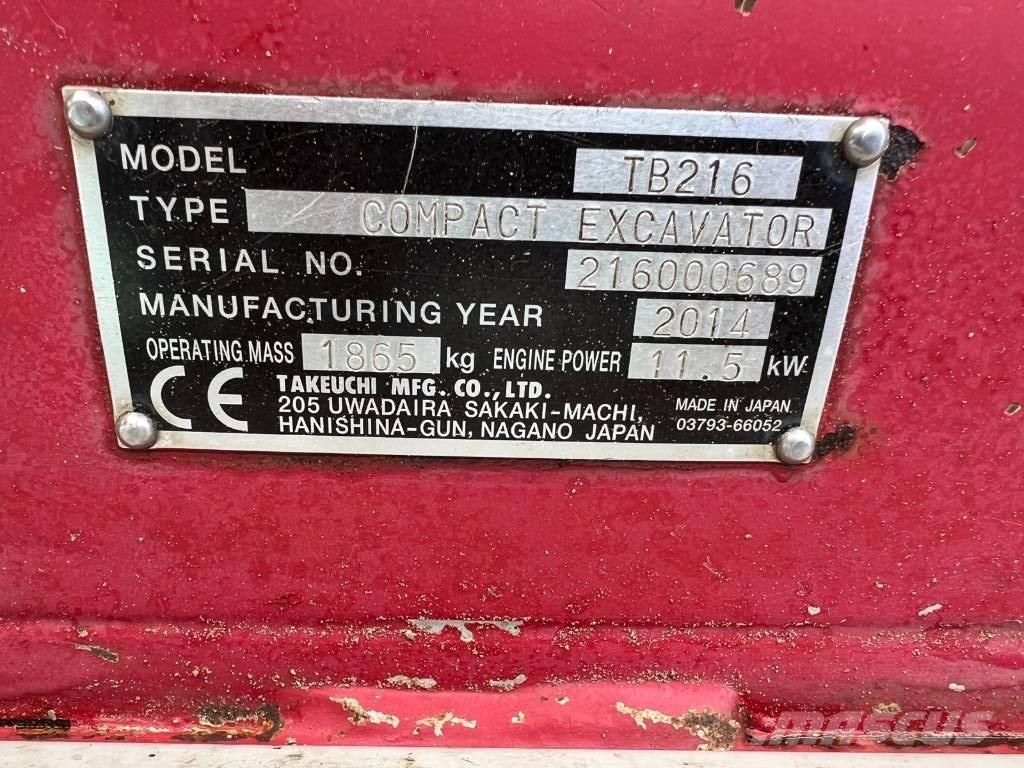 MODEL TB216
TYPE COMPACT EXCAVATOR
SERIAL NO. 216000689
MANUFACTURING YEAR 2014
OPERATING MASS 1865 kg ENGINE POWER 11.5 kW
CE
TAKEUCHI MFG. CO., LTD.
205 UWADAIRA SAKAKI-MACHI,
HANISHINA-GUN, NAGANO JAPAN
MADE IN JAPAN
03793-66052
MASCUS